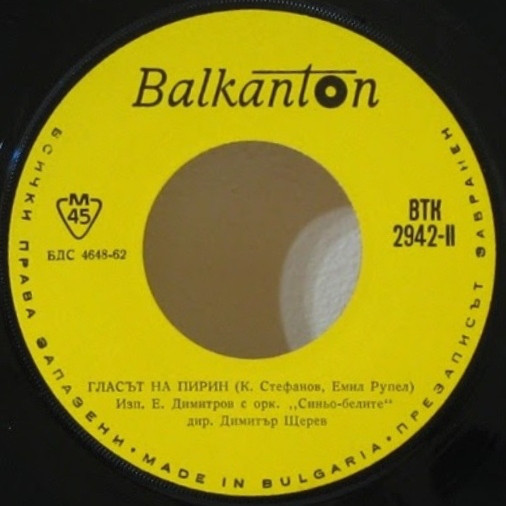 Balkanton
М
45
БДС 4648-62
ВТК
2942-II
ГЛАСЪТ НА ПИРИН (К. Стефанов, Емил Рупел)
Изп. Е. Димитров с орк. „Синьо-белите“
дир. Димитър Щерев
ВСИЧКИ ПРАВА ЗАПАЗЕНИ • MADE IN BULGARIA • ПРЕЗАПИСЪТ ЗАБРАНЕН